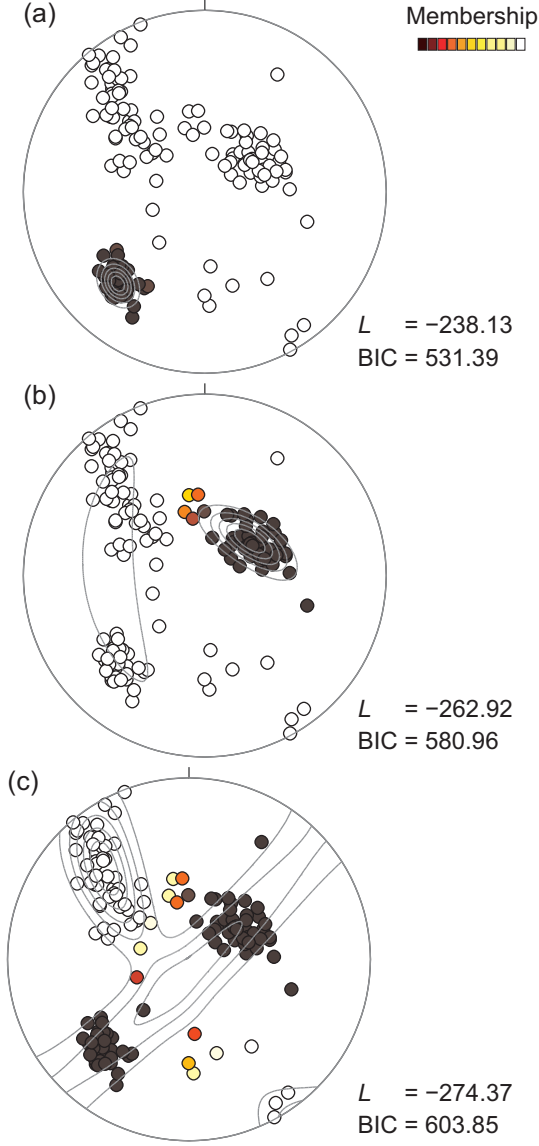 (a)
Membership
L = −238.13
BIC = 531.39
(b)
L = −262.92
BIC = 580.96
(c)
L = −274.37
BIC = 603.85